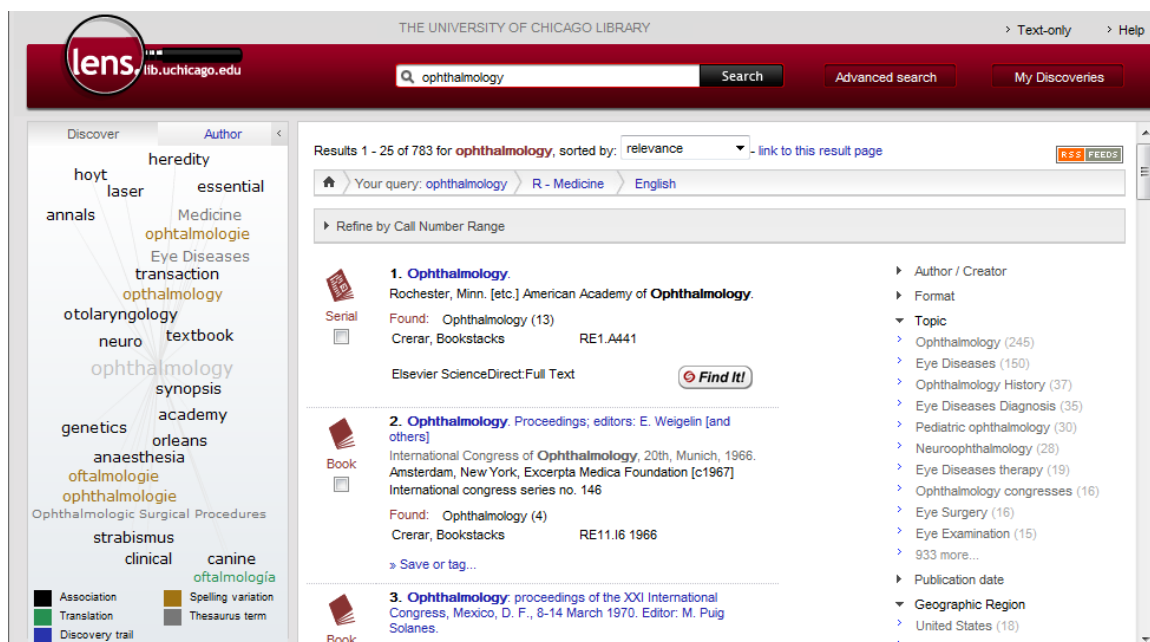 THE UNIVERSITY OF CHICAGO LIBRARY
Text-only
Help
lens.lib.uchicago.edu
ophthalmology
Search
Advanced search
My Discoveries
Discover
Author
heredity
hoyt
laser
essential
annals
Medicine
ophtalmologie
Eye Diseases
transaction
opthalmology
otolaryngology
neuro
textbook
ophthalmology
synopsis
academy
genetics
orleans
anaesthesia
oftalmologie
ophthalmologie
Ophthalmologic Surgical Procedures
strabismus
clinical
canine
oftalmología
Association
Spelling variation
Translation
Thesaurus term
Discovery trail
Results 1 - 25 of 783 for ophthalmology, sorted by: relevance - link to this result page
RSS FEEDS
Your query: ophthalmology
R - Medicine
English
Refine by Call Number Range
Serial
1. Ophthalmology.
Rochester, Minn. [etc.] American Academy of Ophthalmology.
Found: Ophthalmology (13)
Crerar, Bookstacks RE1.A441
Elsevier ScienceDirect:Full Text
Find It!
Book
2. Ophthalmology. Proceedings; editors: E. Weigelin [and
others]
International Congress of Ophthalmology, 20th, Munich, 1966.
Amsterdam, New York, Excerpta Medica Foundation [c1967]
International congress series no. 146
Found: Ophthalmology (4)
Crerar, Bookstacks RE11.I6 1966
» Save or tag...
Book
3. Ophthalmology: proceedings of the XXI International
Congress, Mexico, D. F., 8-14 March 1970. Editor: M. Puig
Solanes.
Author / Creator
Format
Topic
Ophthalmology (245)
Eye Diseases (150)
Ophthalmology History (37)
Eye Diseases Diagnosis (35)
Pediatric ophthalmology (30)
Neuroophthalmology (28)
Eye Diseases therapy (19)
Ophthalmology congresses (16)
Eye Surgery (16)
Eye Examination (15)
933 more...
Publication date
Geographic Region
United States (18)